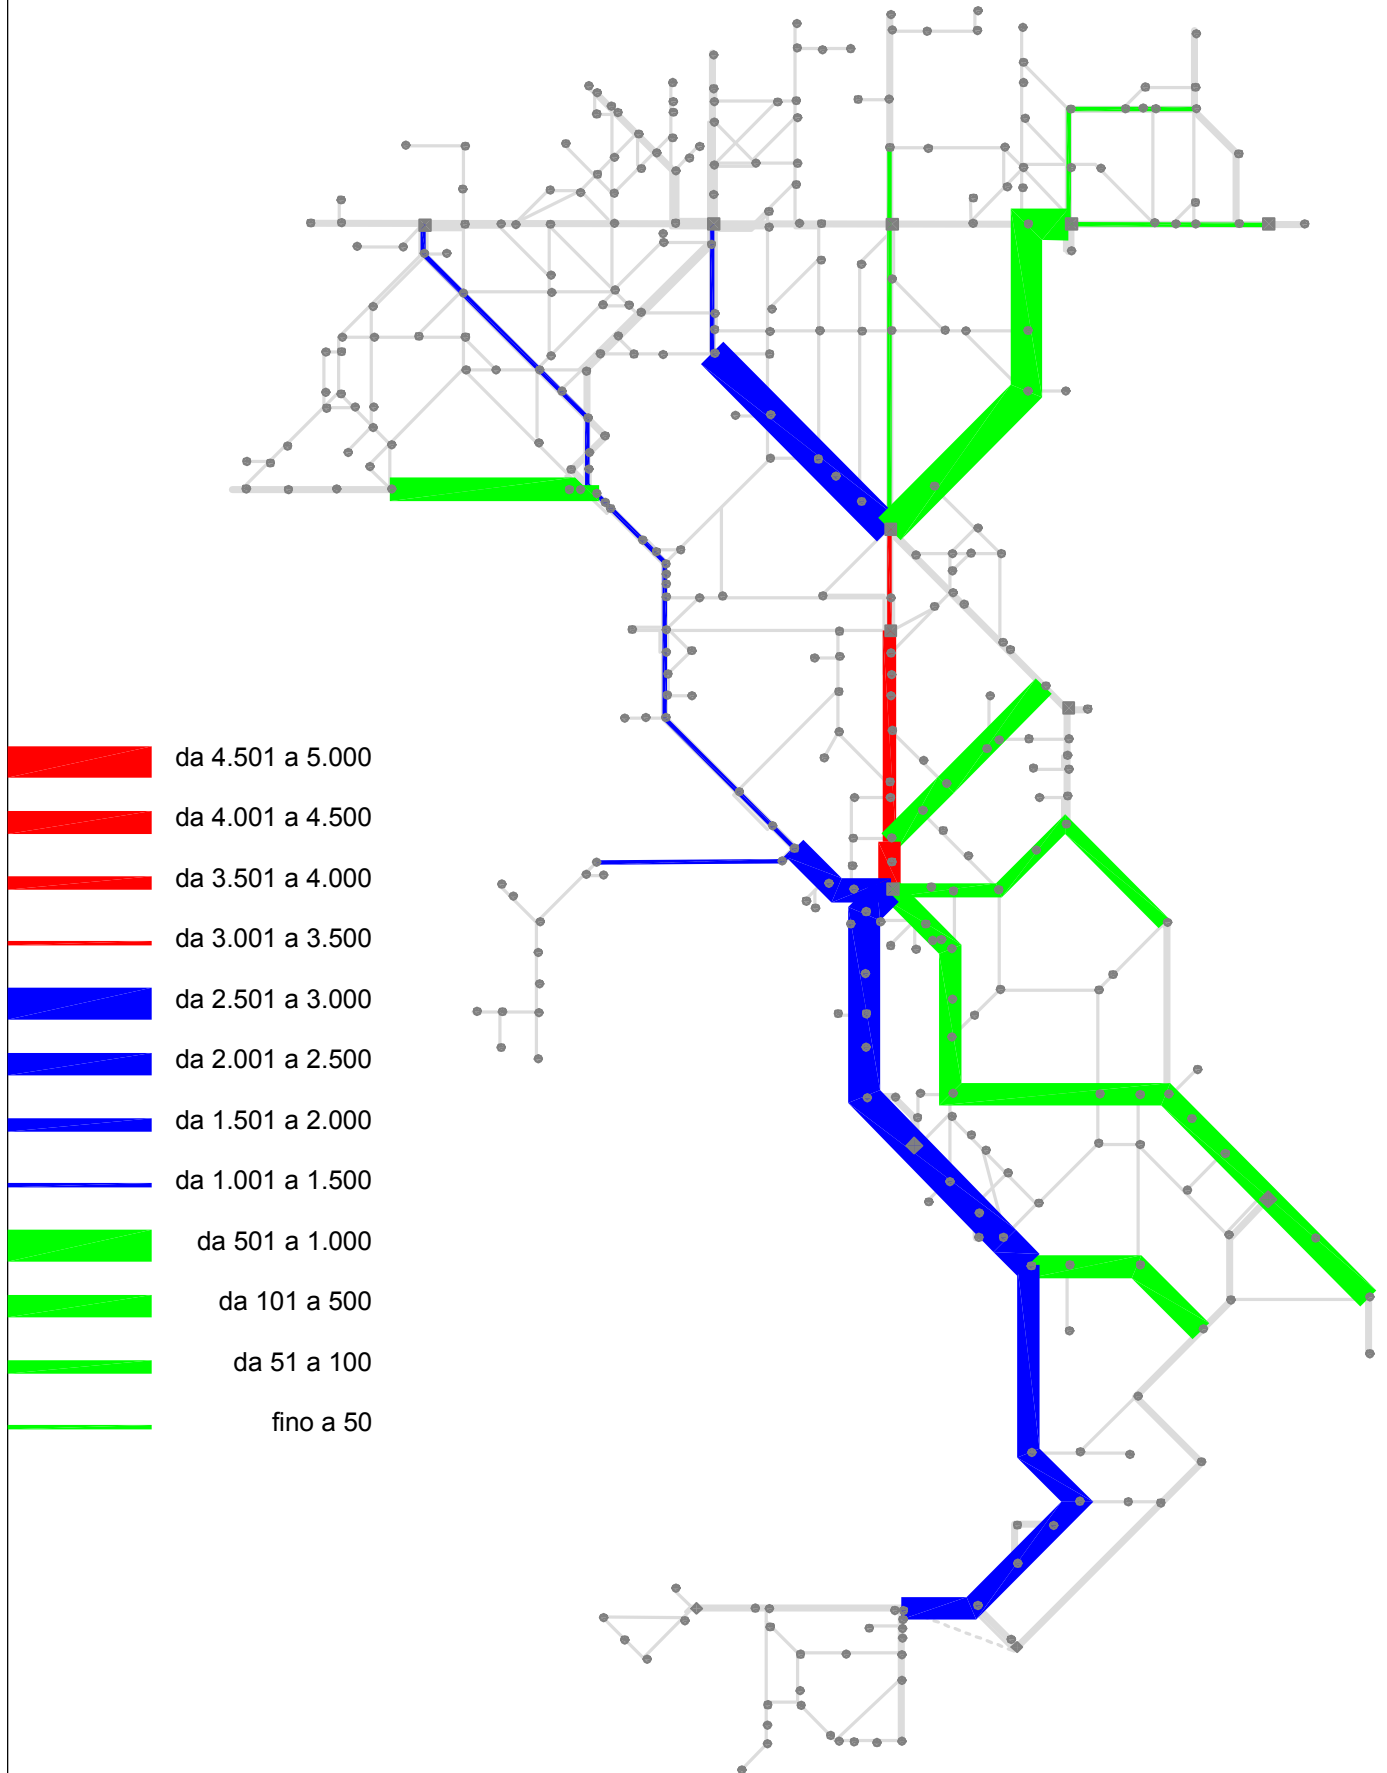 da 4.501 a 5.000
da 4.001 a 4.500
da 3.501 a 4.000
da 3.001 a 3.500
da 2.501 a 3.000
da 2.001 a 2.500
da 1.501 a 2.000
da 1.001 a 1.500
da 501 a 1.000
da 101 a 500
da 51 a 100
fino a 50